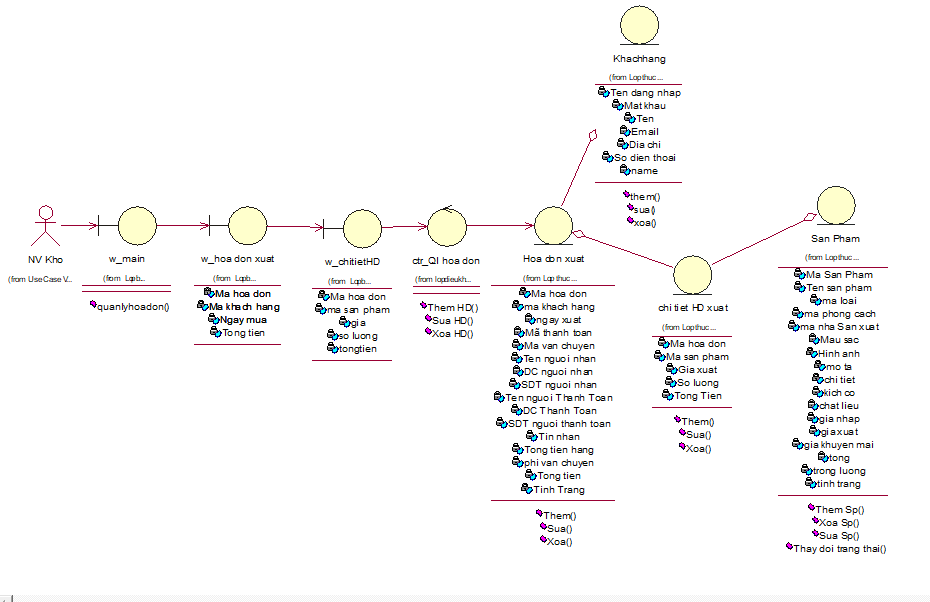 NV Kho
(from UseCase V...
w_main
(from Lopb...
quanlyhoadon()
w_hoa don xuat
(from Lopb...
Ma hoa don
Ma khach hang
Ngay mua
Tong tien
w_chitietHD
(from Lopb...
Ma hoa don
ma san pham
gia
so luong
tongtien
ctr_Ql hoa don
(from lopdieukh...
Them HD()
Sua HD()
Xoa HD()
Hoa don xuat
(from Lop thuc...
Ma hoa don
ma khach hang
ngay xuat
Mã thanh toan
Ma van chuyen
Ten nguoi nhan
DC nguoi nhan
SDT nguoi nhan
Ten nguoi Thanh Toan
DC Thanh Toan
SDT nguoi thanh toan
Tin nhan
Tong tien hang
phi van chuyen
Tong tien
Tinh Trang
Them()
Sua()
Xoa()
Khachhang
(from Lop thuc...
Ten dang nhap
Mat khau
Ten
Email
Dia chi
So dien thoai
name
them()
sua()
xoa()
chi tiet HD xuat
(from Lop thuc...
Ma hoa don
Ma san pham
Gia xuat
So luong
Tong Tien
Them()
Sua()
Xoa()
San Pham
(from Lop thuc...
Ma San Pham
Ten san pham
ma loai
ma phong cach
ma nha San xuat
Mau sac
Hinh anh
mo ta
chi tiet
kich co
chat lieu
gia nhap
gia xuat
gia khuyen mai
tong
trong luong
tinh trang
Them Sp()
Xoa Sp()
Sua Sp()
Thay doi trang thai()